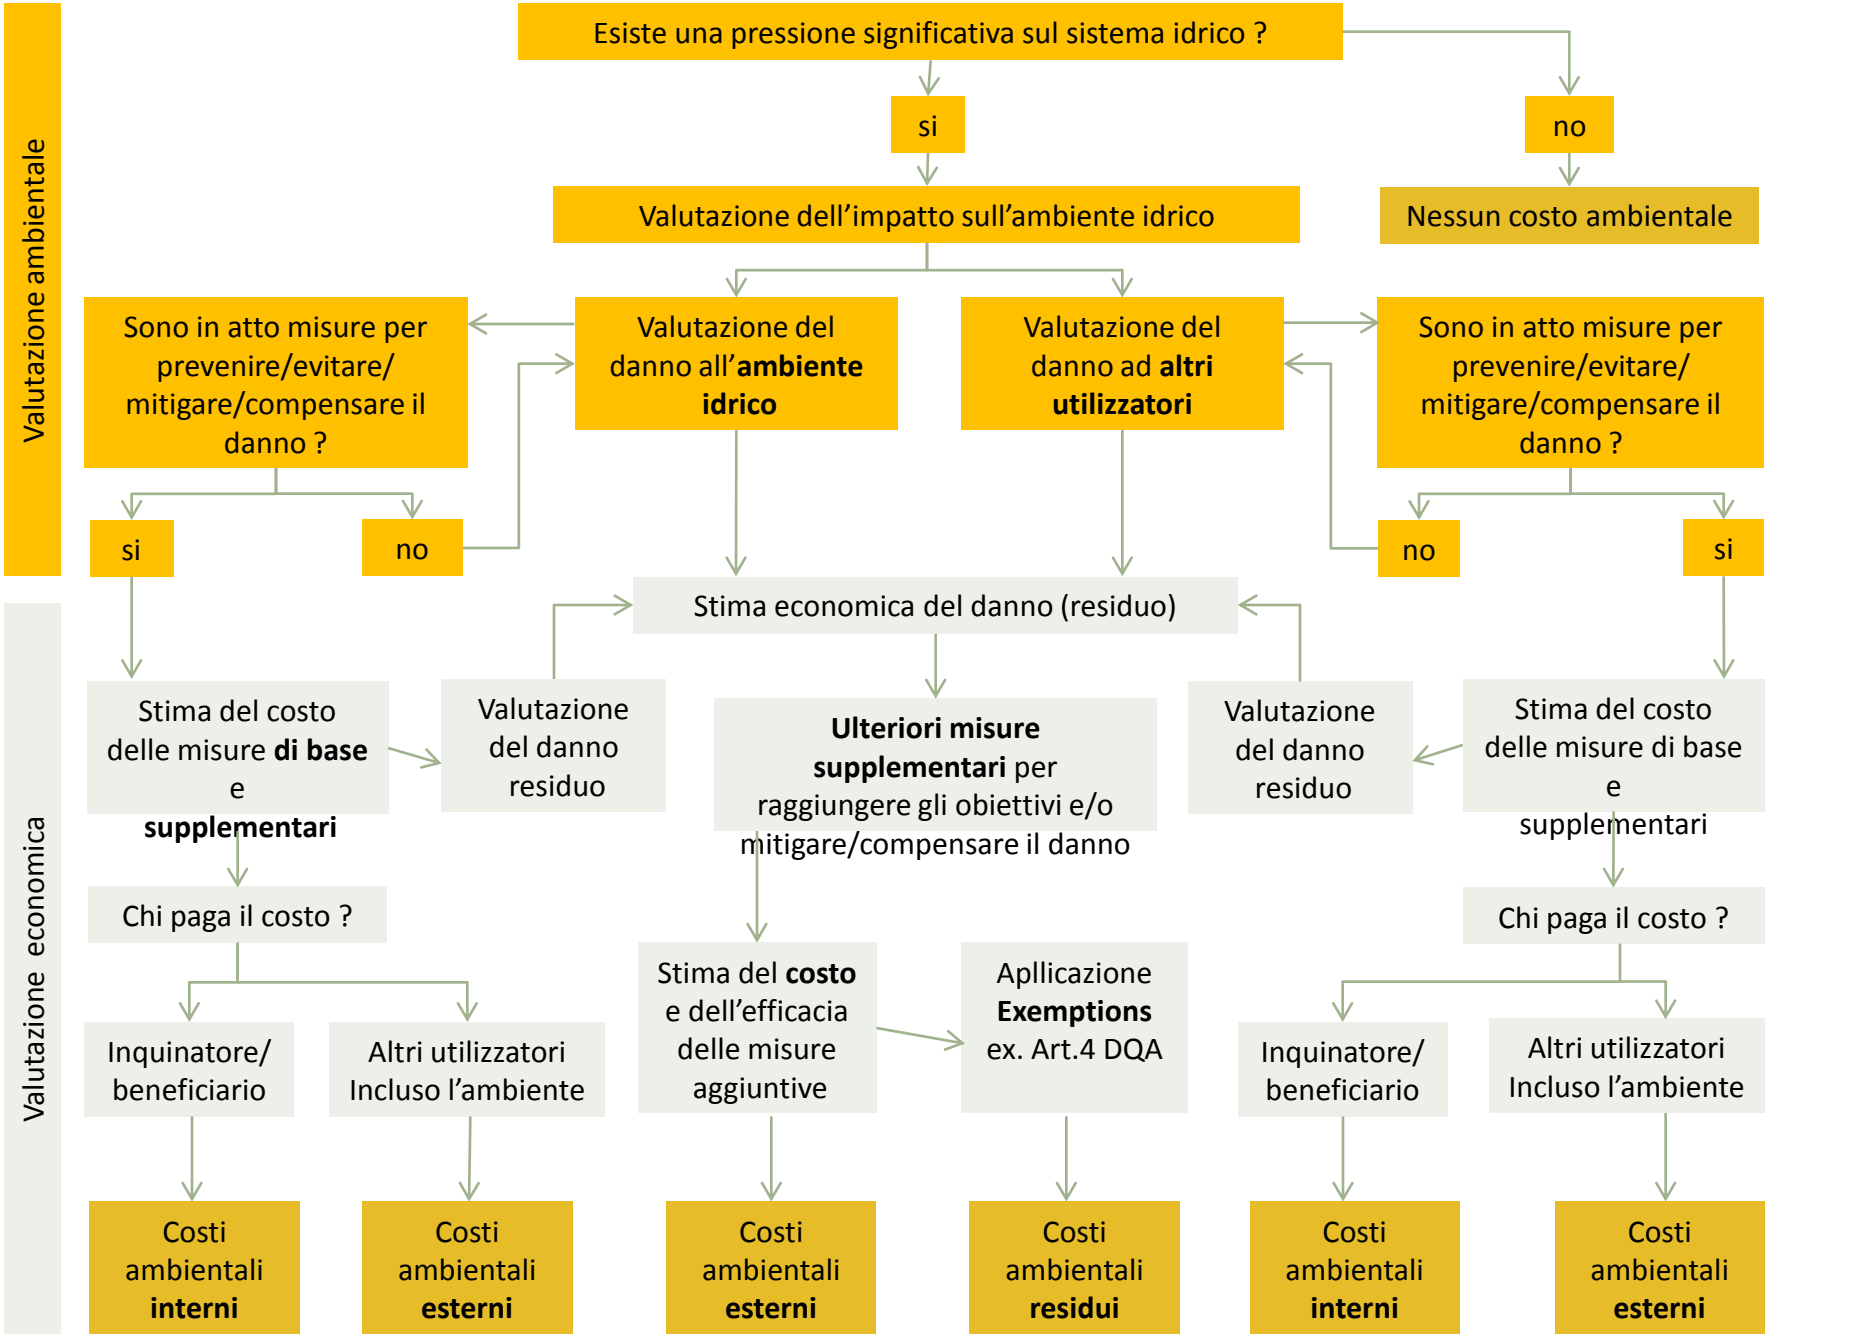 Valutazione ambientale
Esiste una pressione significativa sul sistema idrico ?
si
no
Valutazione dell'impatto sull'ambiente idrico
Nessun costo ambientale
Sono in atto misure per
prevenire/evitare/
mitigare/compensare il
danno ?
Valutazione del
danno all'ambiente
idrico
Valutazione del
danno ad altri
utilizzatori
Sono in atto misure per
prevenire/evitare/
mitigare/compensare il
danno ?
si
no
no
si
Valutazione economica
Stima economica del danno (residuo)
Stima del costo
delle misure di base
e
supplementari
Valutazione
del danno
residuo
Ulteriori misure
supplementari per
raggiungere gli obiettivi e/o
mitigare/compensare il danno
Valutazione
del danno
residuo
Stima del costo
delle misure di base
e
supplementari
Chi paga il costo ?
Chi paga il costo ?
Inquinatore/
beneficiario
Altri utilizzatori
Incluso l'ambiente
Stima del costo
e dell'efficacia
delle misure
aggiuntive
Apllicazione
Exemptions
ex. Art.4 DQA
Inquinatore/
beneficiario
Altri utilizzatori
Incluso l'ambiente
Costi
ambientali
interni
Costi
ambientali
esterni
Costi
ambientali
esterni
Costi
ambientali
residui
Costi
ambientali
interni
Costi
ambientali
esterni